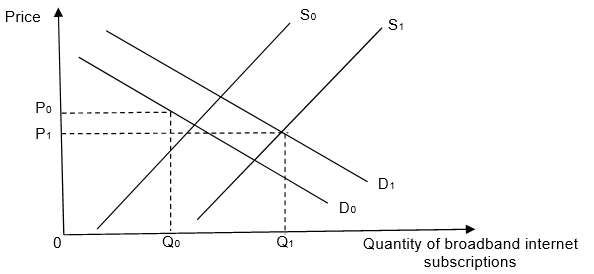 Price
S₀
S₁
P₀
P₁
D₁
D₀
0
Q₀
Q₁
Quantity of broadband internet
subscriptions